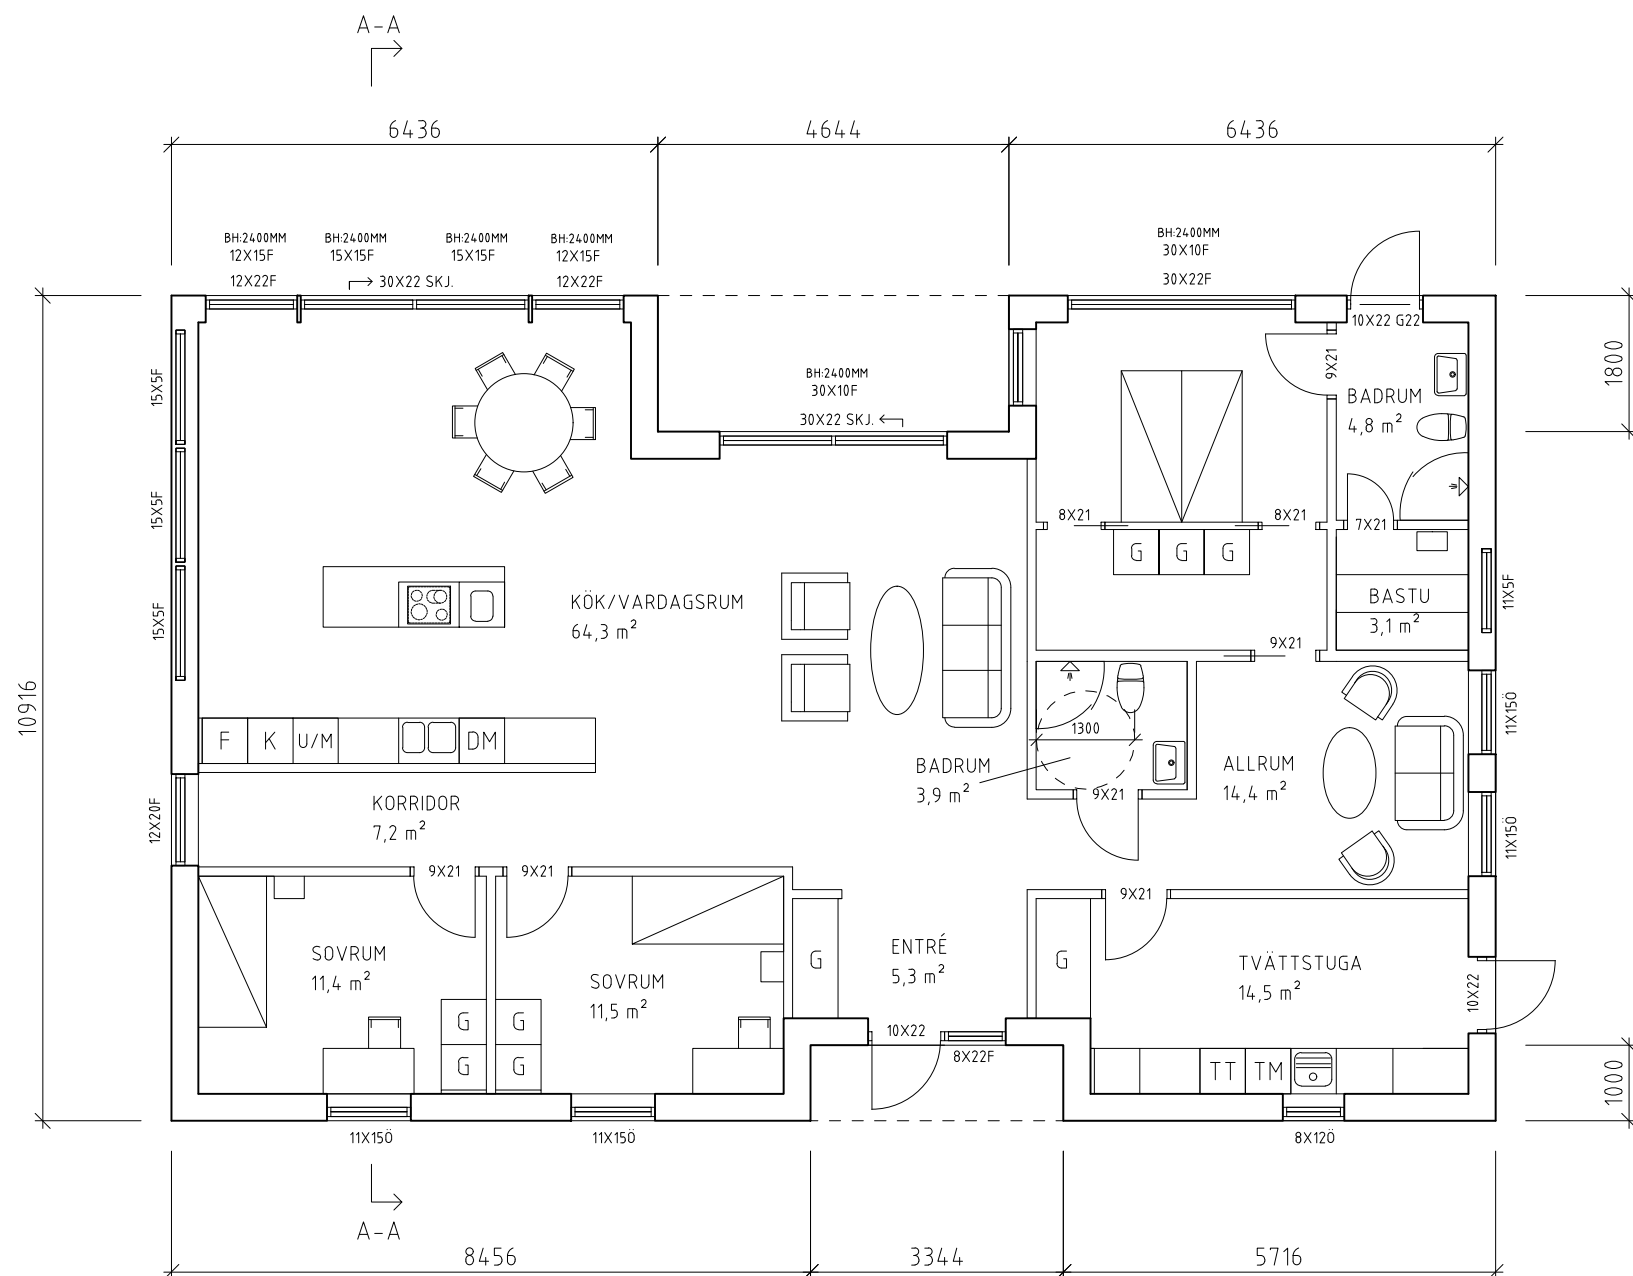 A-A
6436
4644
6436
BH:2400MM
12X15F
BH:2400MM
15X15F
BH:2400MM
15X15F
BH:2400MM
12X15F
12X22F
30X22 SKJ.
12X22F
BH:2400MM
30X10F
30X22F
10X22 G22
1800
9X21
15X5F
BH:2400MM
30X10F
30X22 SKJ.
BADRUM
4,8 m²
15X5F
8X21
8X21
7X21
G
G
G
15X5F
KÖK/VARDAGSRUM
64,3 m²
BASTU
3,1 m²
11X5F
9X21
10916
F
K
U/M
DM
1300
11X15Ö
BADRUM
3,9 m²
ALLRUM
14,4 m²
9X21
12X20F
KORRIDOR
7,2 m²
11X15Ö
9X21
9X21
9X21
SOVRUM
11,4 m²
SOVRUM
11,5 m²
G
ENTRÉ
5,3 m²
G
TVÄTTSTUGA
14,5 m²
10X22
G
G
G
G
10X22
8X22F
TT
TM
1000
11X15Ö
11X15Ö
8X12Ö
A-A
8456
3344
5716